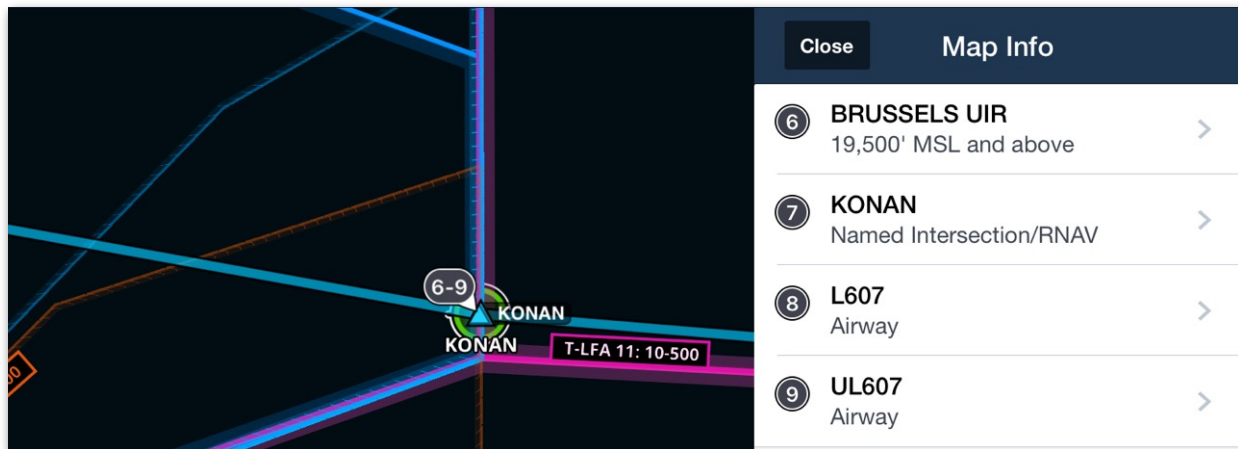 6-9
KONAN
KONAN
T-LFA 11: 10-500
00
Close
Map Info
6
BRUSSELS UIR
19,500' MSL and above
7
KONAN
Named Intersection/RNAV
8
L607
Airway
9
UL607
Airway